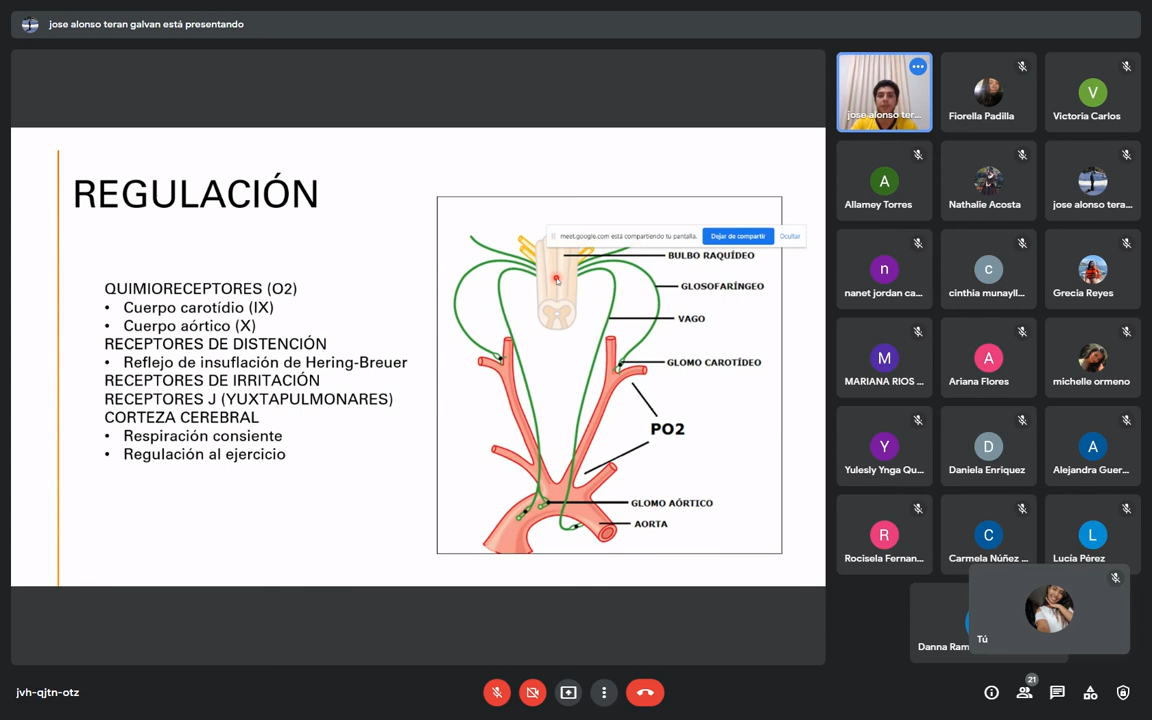 jose alonso teran galvan está presentando
REGULACIÓN
QUIMIORECEPTORES (O2)
• Cuerpo carotídio (IX)
• Cuerpo aórtico (X)
RECEPTORES DE DISTENCIÓN
• Reflejo de insuflación de Hering-Breuer
RECEPTORES DE IRRITACIÓN
RECEPTORES J (YUXTAPULMONARES)
CORTEZA CEREBRAL
• Respiración consiente
• Regulación al ejercicio
meet.google.com está compartiendo tu pantalla.
Dejar de compartir
Ocultar
BULBO RAQUÍDEO
GLOSOFARÍNGEO
VAGO
GLOMO CAROTÍDEO
PO2
GLOMO AÓRTICO
AORTA
jose alonso ter...
Fiorella Padilla
V
Victoria Carlos
A
Allamey Torres
Nathalie Acosta
jose alonso tera...
n
nanet jordan ca...
c
cinthia munayll...
Grecia Reyes
M
MARIANA RIOS ...
A
Ariana Flores
michelle ormeno
Y
Yulesly Ynga Qu...
D
Daniela Enriquez
A
Alejandra Guer...
R
Rocisela Fernan...
C
Carmela Núñez ...
L
Lucía Pérez
Danna Ram
Tú
jvh-qjtn-otz
21